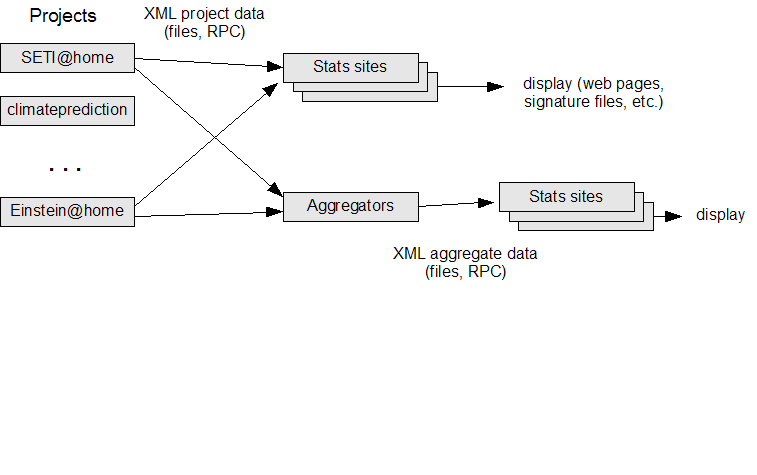 Projects
XML project data
(files, RPC)
SETI@home
Stats sites
display (web pages,
signature files, etc.)
climateprediction
. . .
Einstein@home
Aggregators
Stats sites
display
XML aggregate data
(files, RPC)